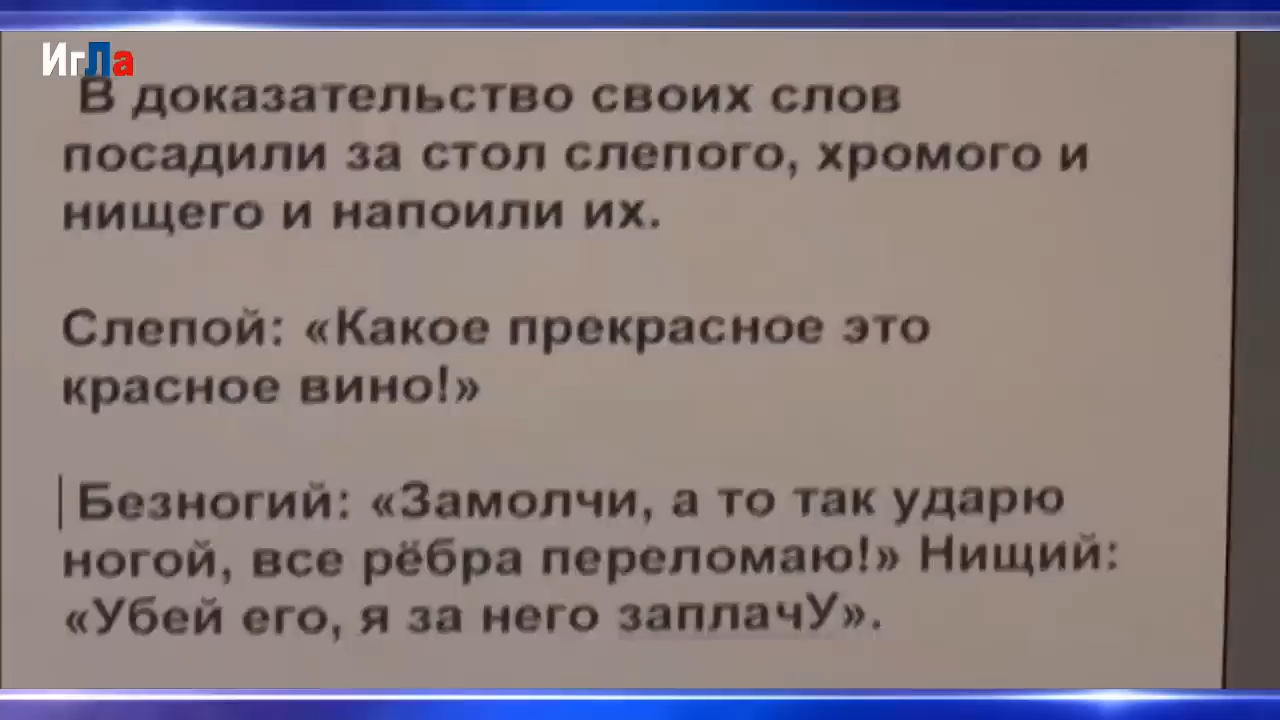 ИгЛа
В доказательство своих слов
посадили за стол слепого, хромого и
нищего и напоили их.
Слепой: «Какое прекрасное это
красное вино!»
Безногий: «Замолчи, а то так ударю
ногой, все рёбра переломаю!» Нищий:
«Убей его, я за него заплачУ».